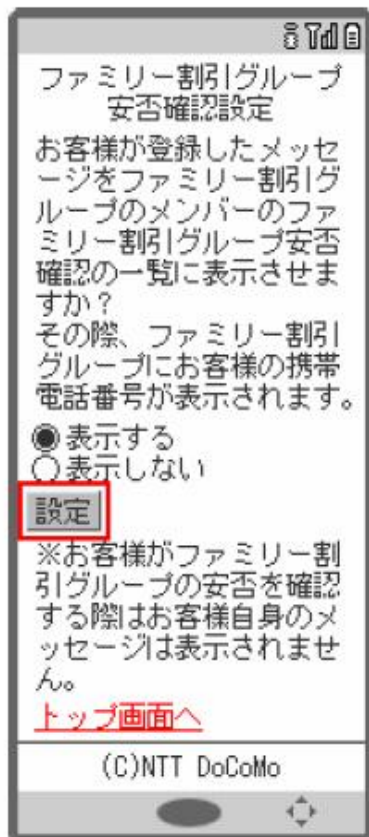 ファミリー割引グループ
安否確認設定
お客様が登録したメッセ
ージをファミリー割引グ
ループのメンバーのファ
ミリー割引グループ安否
確認の一覧に表示させま
すか？
その際、ファミリー割引
グループにお客様の携帯
電話番号が表示されます。
表示する
表示しない
設定
※お客様がファミリー割
引グループの安否を確認
する際はお客様自身のメ
ッセージは表示されませ
ん。
トップ画面へ
(C)NTT DoCoMo